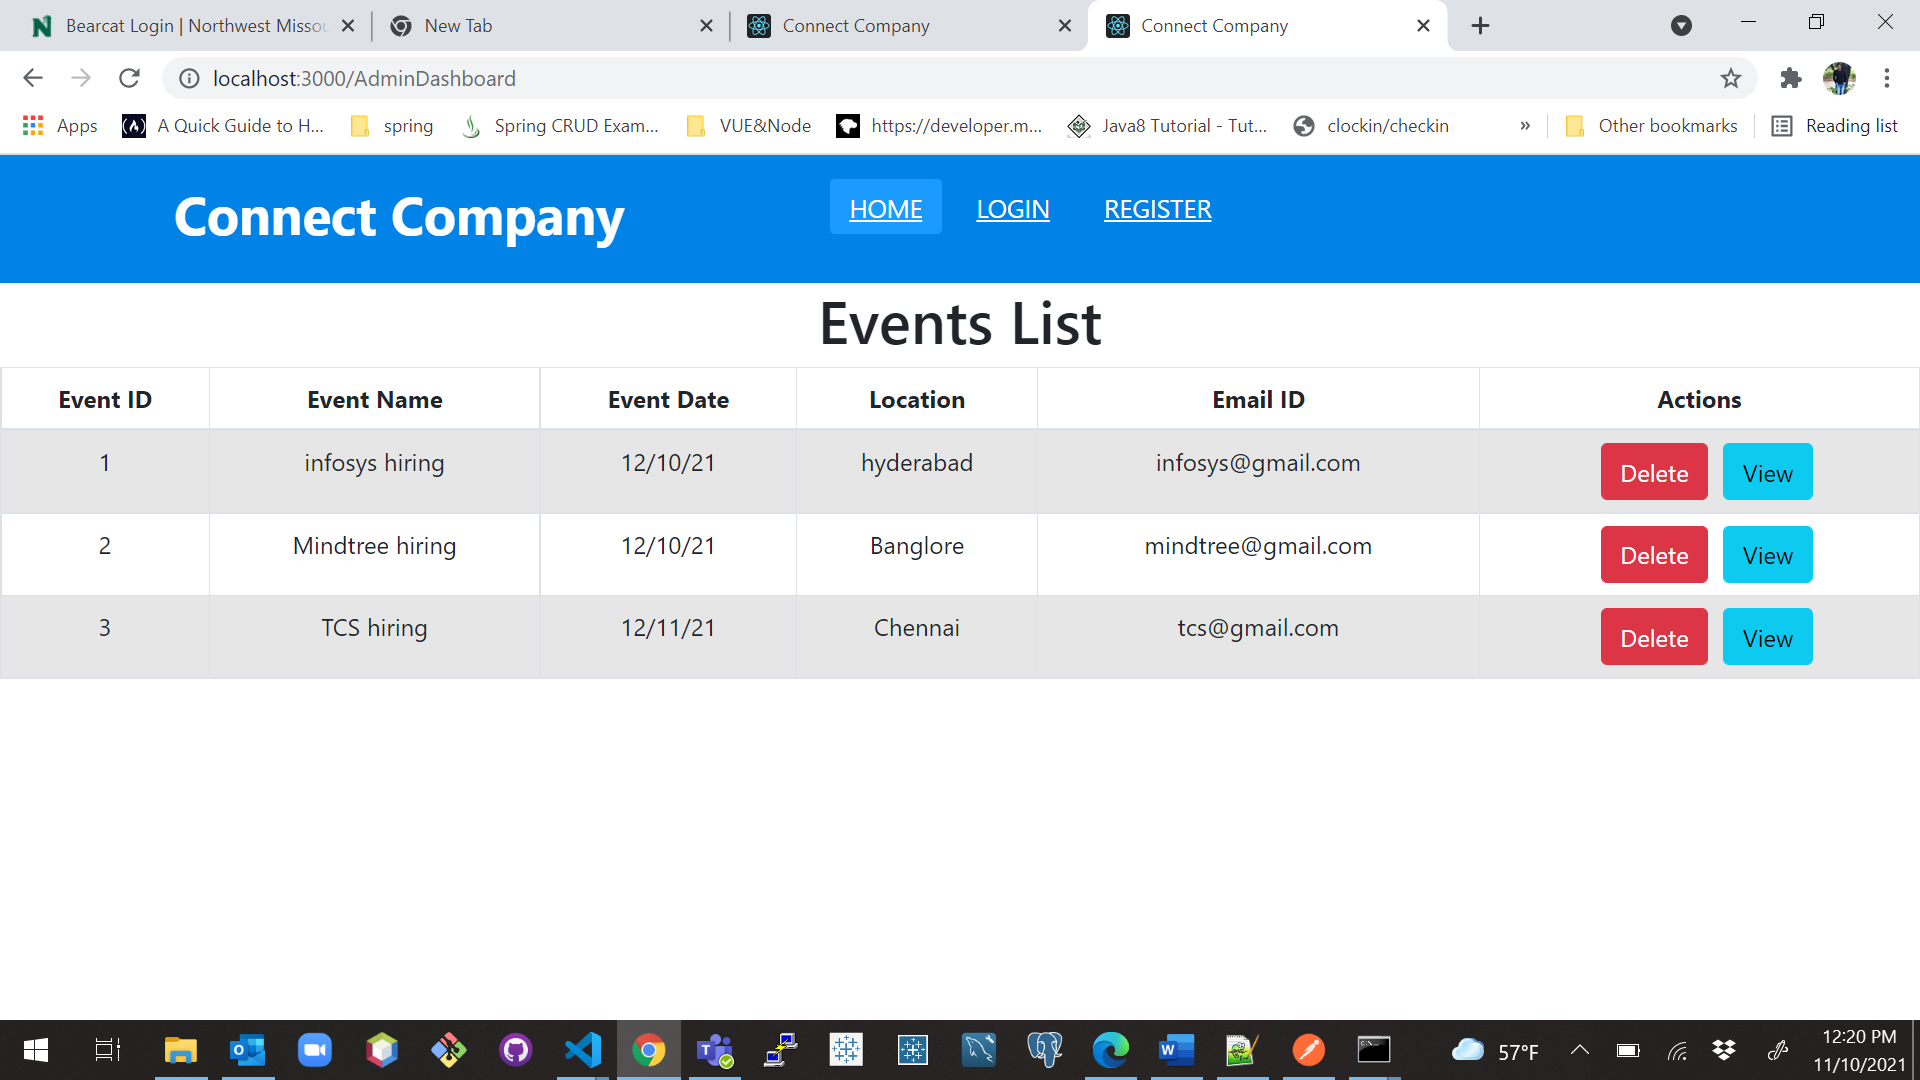 Bearcat Login | Northwest Missou
New Tab
Connect Company
Connect Company
localhost:3000/AdminDashboard
Apps
A Quick Guide to H...
spring
Spring CRUD Exam...
VUE&Node
https://developer.m...
Java8 Tutorial - Tut...
clockin/checkin
»
Other bookmarks
Reading list
Connect Company
HOME
LOGIN
REGISTER
Events List
Event ID Event Name Event Date Location Email ID Actions
1 infosys hiring 12/10/21 hyderabad infosys@gmail.com Delete View
2 Mindtree hiring 12/10/21 Banglore mindtree@gmail.com Delete View
3 TCS hiring 12/11/21 Chennai tcs@gmail.com Delete View
57°F
12:20 PM
11/10/2021